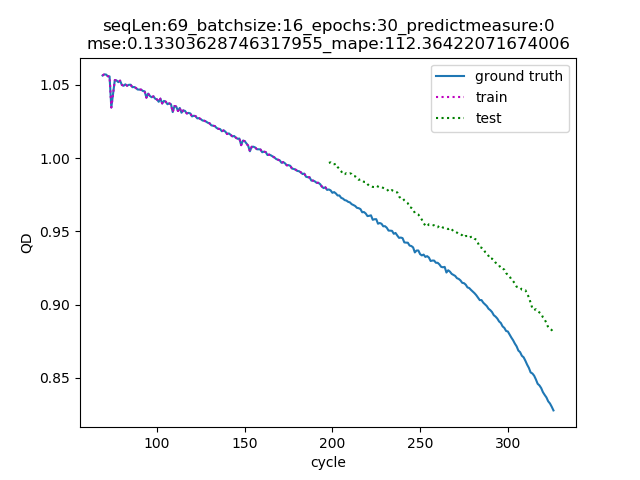 seqLen:69_batchsize:16_epochs:30_predictmeasure:0
mse:0.13303628746317955_mape:112.36422071674006
ground truth
train
test
1.05
1.00
0.95
0.90
0.85
QD
100
150
200
250
300
cycle